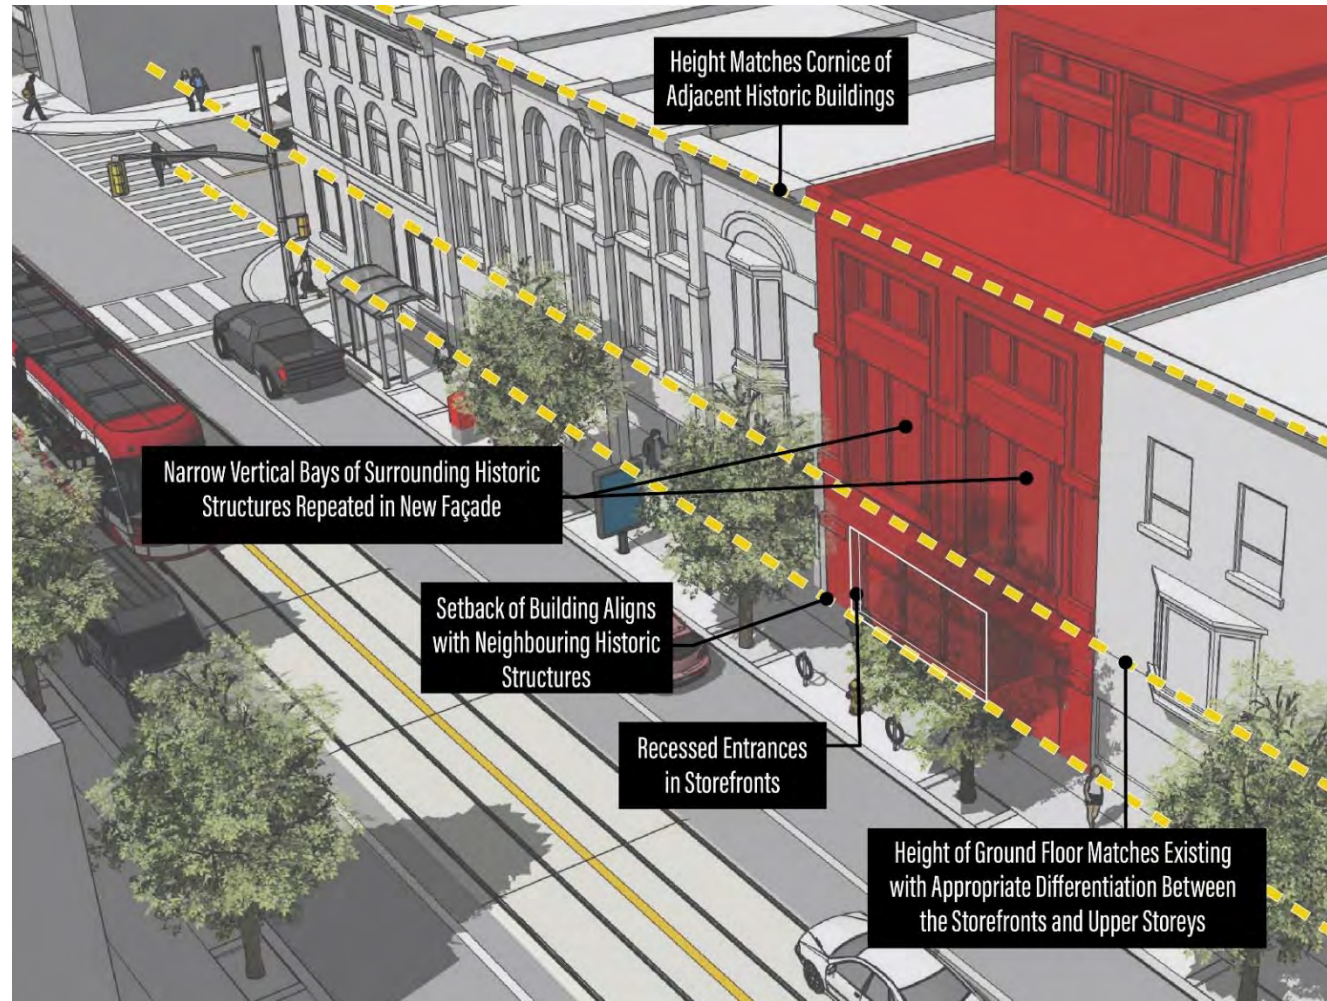 Height Matches Cornice of
Adjacent Historic Buildings
Narrow Vertical Bays of Surrounding Historic
Structures Repeated in New Façade
Setback of Building Aligns
with Neighbouring Historic
Structures
Recessed Entrances
in Storefronts
Height of Ground Floor Matches Existing
with Appropriate Differentiation Between
the Storefronts and Upper Storeys